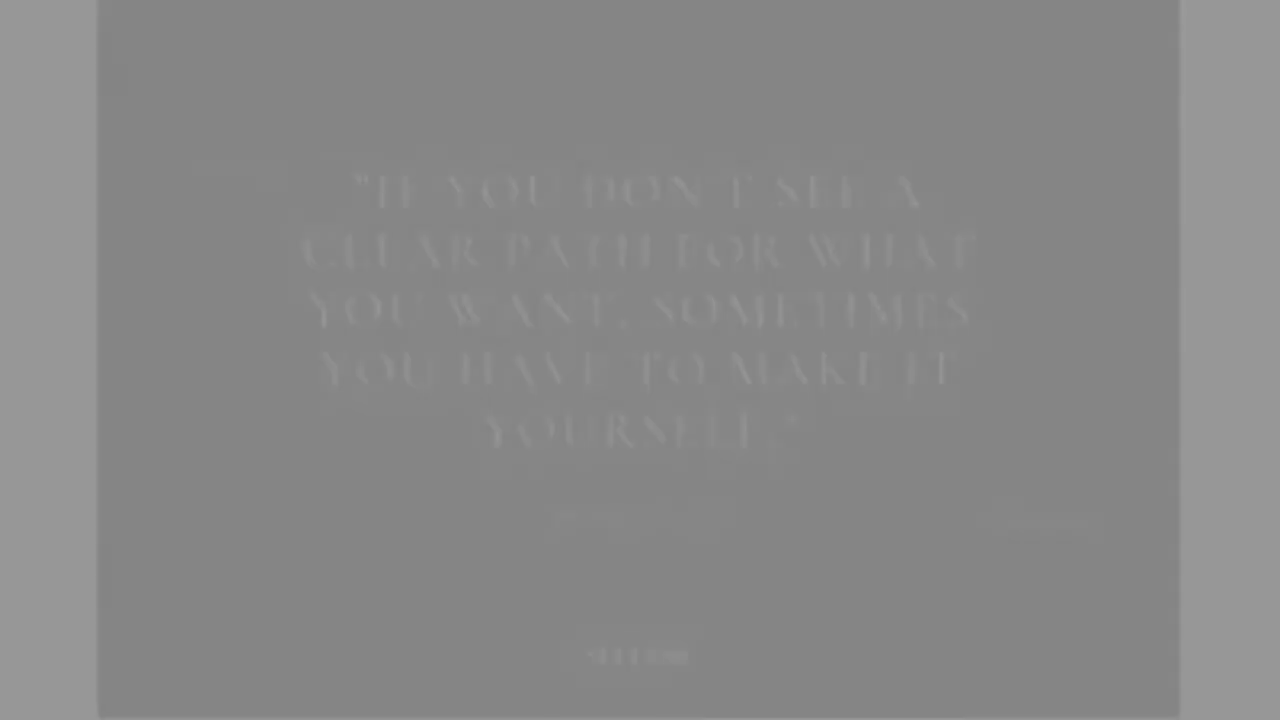 "IF YOU DON'T SEE A
CLEAR PATH FOR WHAT
YOU WANT, SOMETIMES
YOU HAVE TO MAKE IT
YOURSELF."